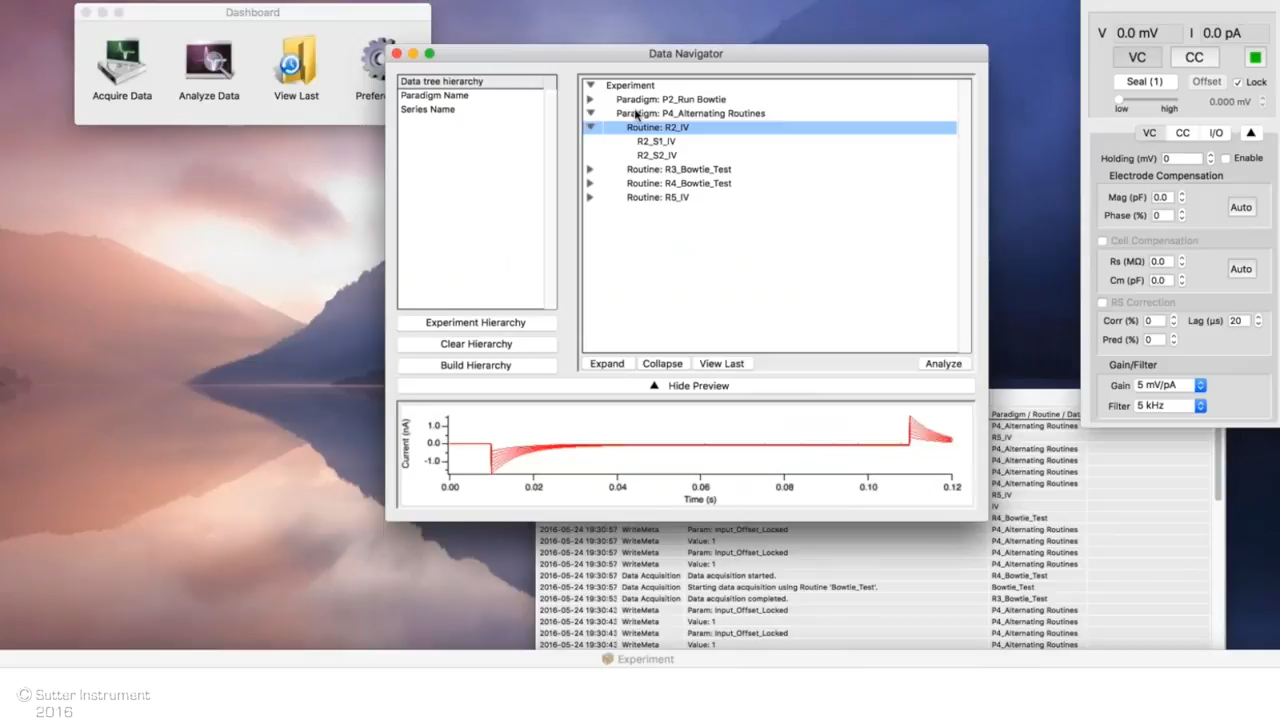 Dashboard
Acquire Data
Analyze Data
View Last
Data Navigator
Data tree hierarchy
Paradigm Name
Series Name
Experiment Hierarchy
Clear Hierarchy
Build Hierarchy
Experiment
Paradigm: P2_Run Bowtie
Paradigm: P4_Alternating Routines
Routine: R2_IV
R2_S1_IV
R2_S2_IV
Routine: R3_Bowtie_Test
Routine: R4_Bowtie_Test
Routine: R5_IV
Expand
Collapse
View Last
Analyze
Hide Preview
Current (nA)
1.0
0.0
-1.0
0.00
0.02
0.04
0.06
0.08
0.10
0.12
Time (s)
V 0.0 mV
I 0.0 pA
VC
CC
Seal (1)
Offset
Lock
low
high
0.000 mV
VC
CC
I/O
Holding (mV) 0
Enable
Electrode Compensation
Mag (pF) 0.0
Phase (%) 0
Auto
Cell Compensation
Rs (MΩ) 0.0
Cm (pF) 0.0
Auto
RS Correction
Corr (%) 0
Lag (µs) 20
Pred (%) 0
Gain/Filter
Gain 5 mV/pA
Filter 5 kHz
Paradigm / Routine / Dat
P4_Alternating Routines
R5_IV
P4_Alternating Routines
P4_Alternating Routines
P4_Alternating Routines
P4_Alternating Routines
R5_IV
IV
R4_Bowtie_Test
2016-05-24 19:30:57 WriteMeta Param: Input_Offset_Locked P4_Alternating Routines
2016-05-24 19:30:57 WriteMeta Value: 1 P4_Alternating Routines
2016-05-24 19:30:57 WriteMeta Param: Input_Offset_Locked P4_Alternating Routines
2016-05-24 19:30:57 WriteMeta Value: 1 P4_Alternating Routines
2016-05-24 19:30:57 Data Acquisition Data acquisition started. R4_Bowtie_Test
2016-05-24 19:30:57 Data Acquisition Starting data acquisition using Routine 'Bowtie_Test'. Bowtie_Test
2016-05-24 19:30:53 Data Acquisition Data acquisition completed. R3_Bowtie_Test
2016-05-24 19:30:43 WriteMeta Param: Input_Offset_Locked P4_Alternating Routines
2016-05-24 19:30:43 WriteMeta Value: 1 P4_Alternating Routines
2016-05-24 19:30:43 WriteMeta Param: Input_Offset_Locked P4_Alternating Routines
2016-05-24 19:30:43 WriteMeta Value: 1 P4_Alternating Routines
Experiment
© Sutter Instrument
2016